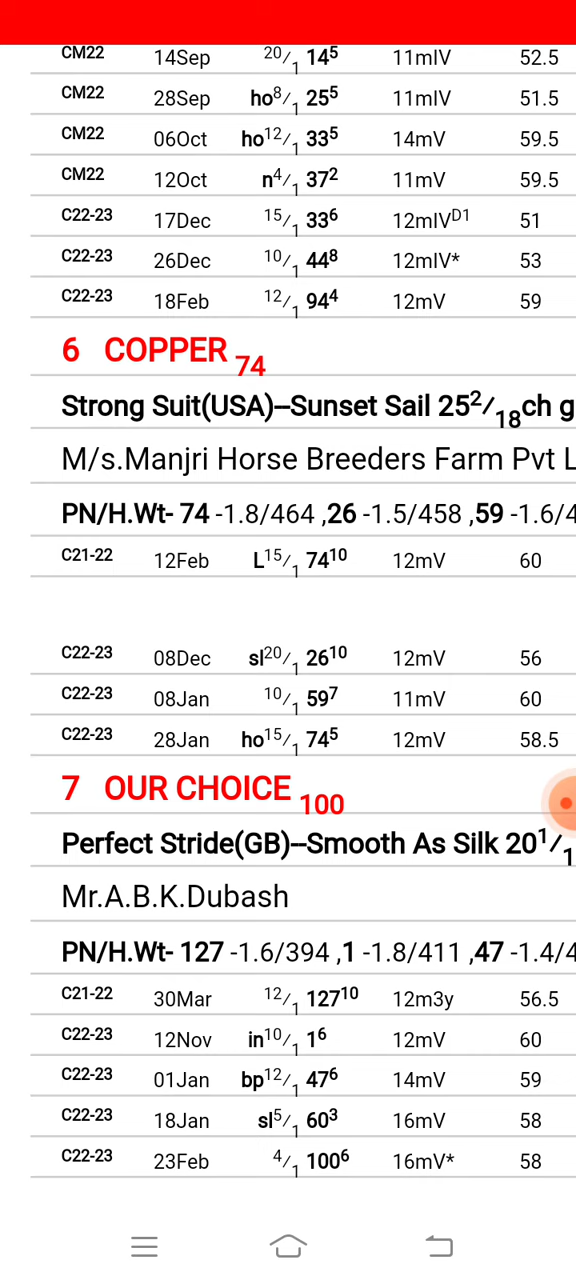 CM22 14Sep 20/1 14⁵ 11mIV 52.5
CM22 28Sep ho⁸/1 25⁵ 11mIV 51.5
CM22 06Oct ho¹²/1 33⁵ 14mV 59.5
CM22 12Oct n⁴/1 37² 11mV 59.5
C22-23 17Dec 15/1 33⁶ 12mIVᴰ¹ 51
C22-23 26Dec 10/1 44⁸ 12mIV* 53
C22-23 18Feb 12/1 94⁴ 12mV 59
6 COPPER 74
Strong Suit(USA)--Sunset Sail 25²/18ch g
M/s.Manjri Horse Breeders Farm Pvt L
PN/H.Wt- 74 -1.8/464 ,26 -1.5/458 ,59 -1.6/4
C21-22 12Feb L¹⁵/1 74¹⁰ 12mV 60
C22-23 08Dec sl²⁰/1 26¹⁰ 12mV 56
C22-23 08Jan 10/1 59⁷ 11mV 60
C22-23 28Jan ho¹⁵/1 74⁵ 12mV 58.5
7 OUR CHOICE 100
Perfect Stride(GB)--Smooth As Silk 20¹/1
Mr.A.B.K.Dubash
PN/H.Wt- 127 -1.6/394 ,1 -1.8/411 ,47 -1.4/4
C21-22 30Mar 12/1 127¹⁰ 12m3y 56.5
C22-23 12Nov in¹⁰/1 1⁶ 12mV 60
C22-23 01Jan bp¹²/1 47⁶ 14mV 59
C22-23 18Jan sl⁵/1 60³ 16mV 58
C22-23 23Feb 4/1 100⁶ 16mV* 58